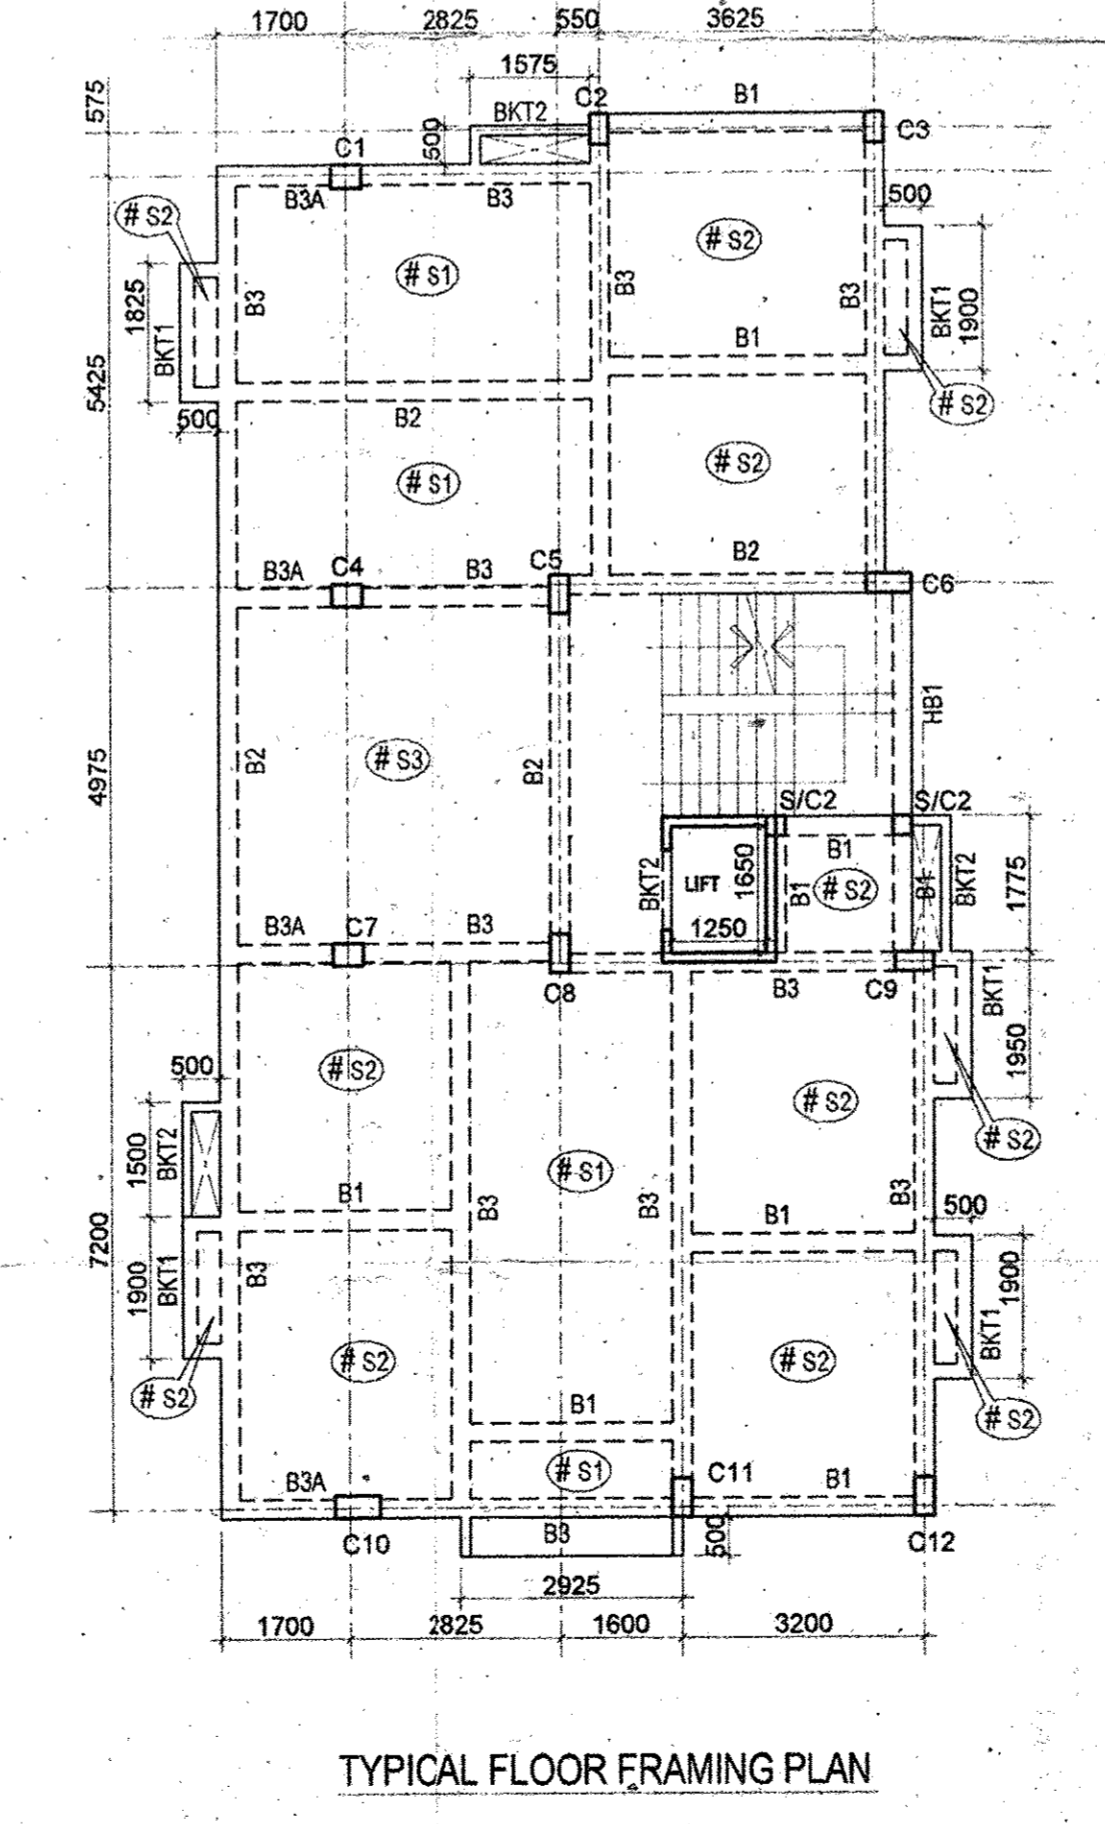 1700 2825 550 3625
1575
575
BKT2 C2 B1
500 C3
C1
B3A B3
# S2 500
# S2
# S1
1825 BKT1 B3 B3 B3 BKT1 1900
B1
5425
500 B2 # S2
# S1 # S2
B3A C4 B3 C5 B2
C6
HB1
4975 B2 # S3 B2
S/C2 S/C2
BKT2 LIFT 1650 B1 B1 # S2 B1 BKT2 1775
1250
B3A C7 B3
C8 B3 C9 BKT1
1950
500 # S2
# S2
1500 BKT2 # S2
# S1
B1 B3 B3 B3
B1 500
7200
1900 BKT1 B3 1900
BKT1
# S2 # S2
# S2 # S2
B1
# S1
B3A C11 B1
C10 B3 500 C12
2925
1700 2825 1600 3200
TYPICAL FLOOR FRAMING PLAN